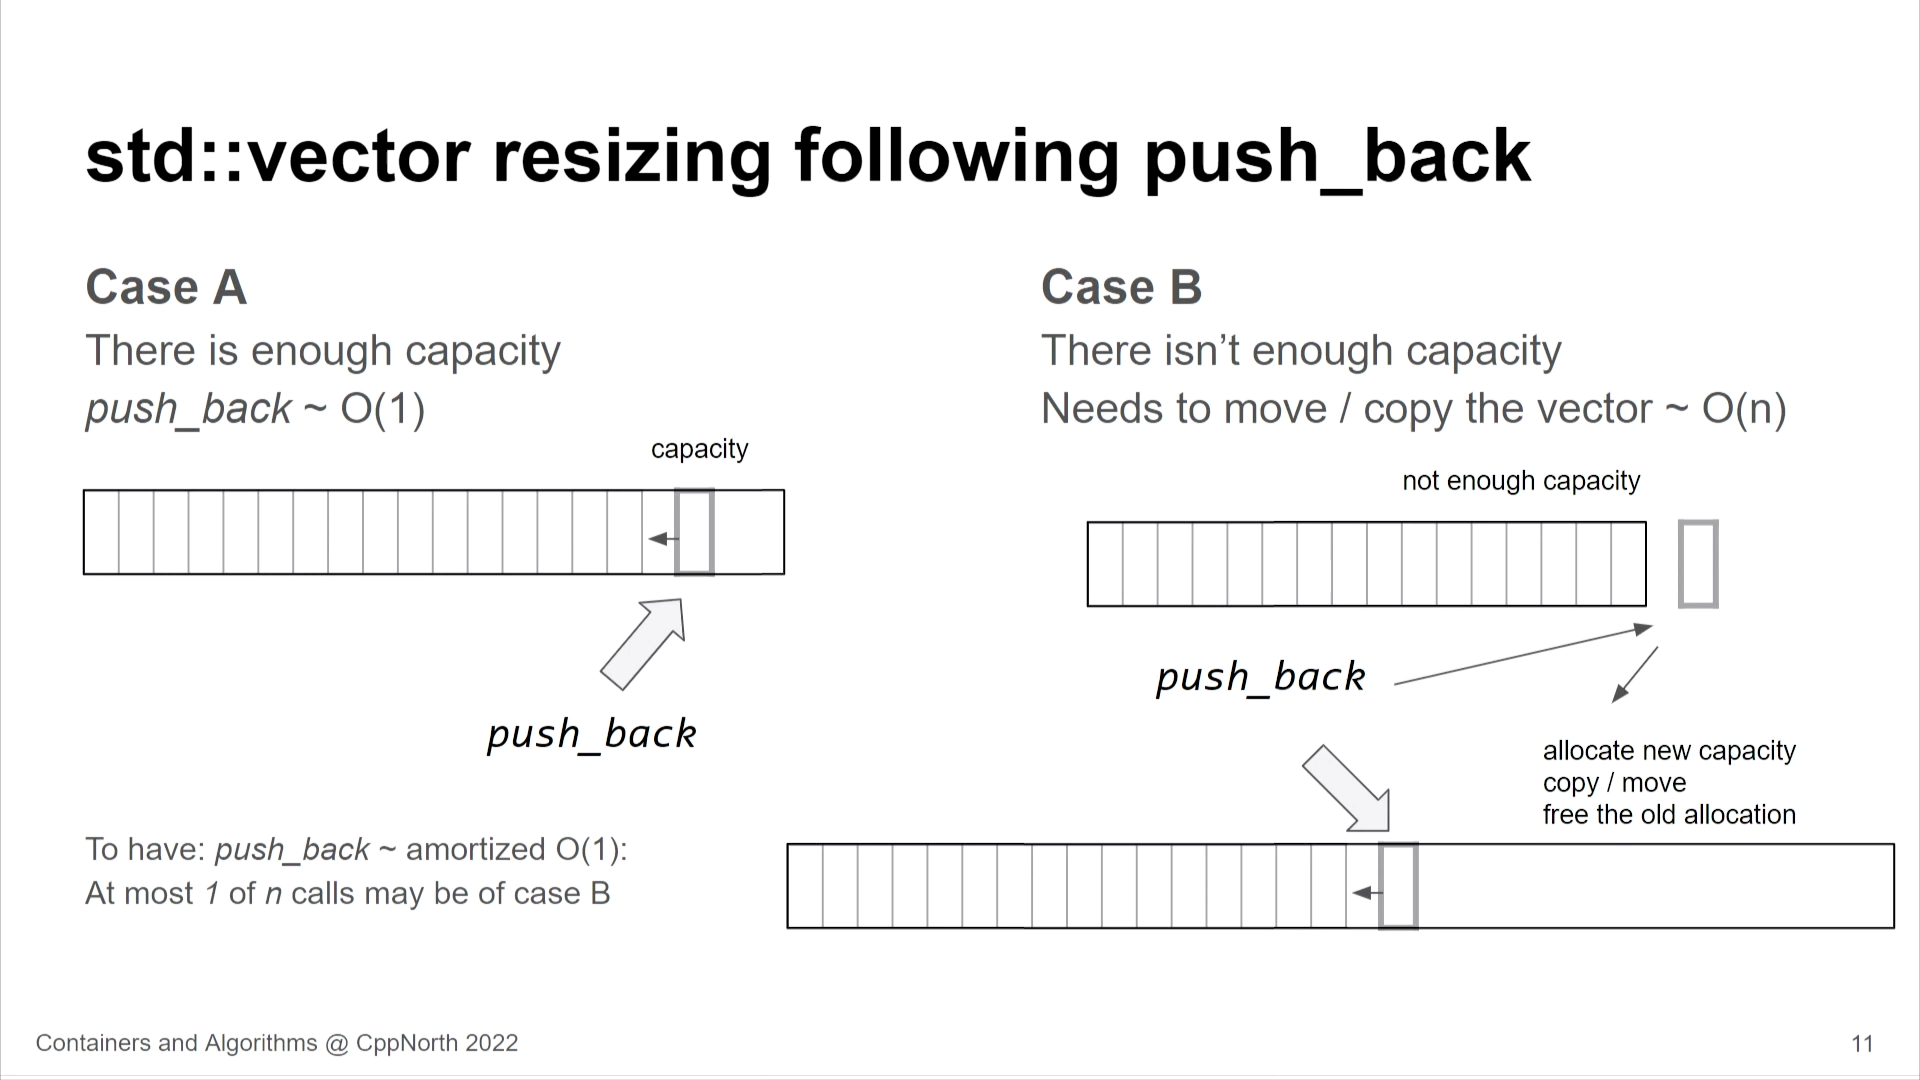 std::vector resizing following push_back
Case A
There is enough capacity
push_back ~ O(1)
capacity
push_back
To have: push_back ~ amortized O(1):
At most 1 of n calls may be of case B
Case B
There isn’t enough capacity
Needs to move / copy the vector ~ O(n)
not enough capacity
push_back
allocate new capacity
copy / move
free the old allocation
Containers and Algorithms @ CppNorth 2022
11